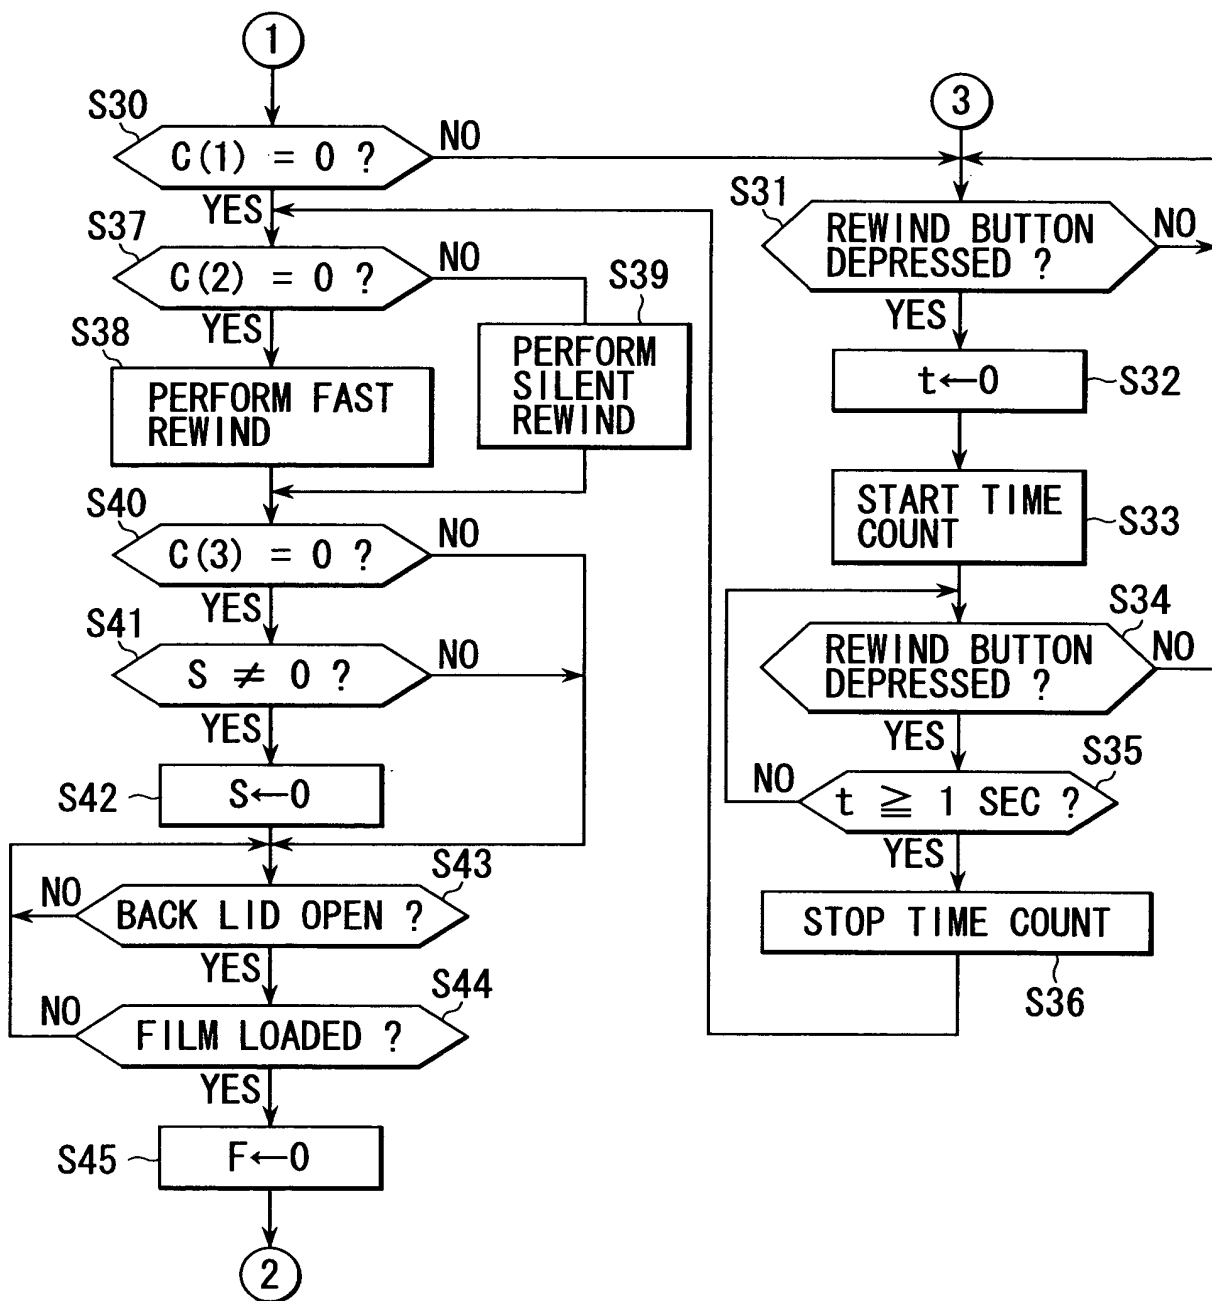 1
S30
C(1) = 0 ?
NO
YES
S37
C(2) = 0 ?
NO
YES
S38
PERFORM FAST
REWIND
S39
PERFORM
SILENT
REWIND
S40
C(3) = 0 ?
NO
YES
S41
S ≠ 0 ?
NO
YES
S42
S←0
S43
NO
BACK LID OPEN ?
YES
S44
NO
FILM LOADED ?
YES
S45
F←0
2
3
S31
REWIND BUTTON
DEPRESSED ?
NO
YES
t←0
S32
START TIME
COUNT
S33
S34
REWIND BUTTON
DEPRESSED ?
NO
YES
S35
NO
t ≧ 1 SEC ?
YES
STOP TIME COUNT
S36